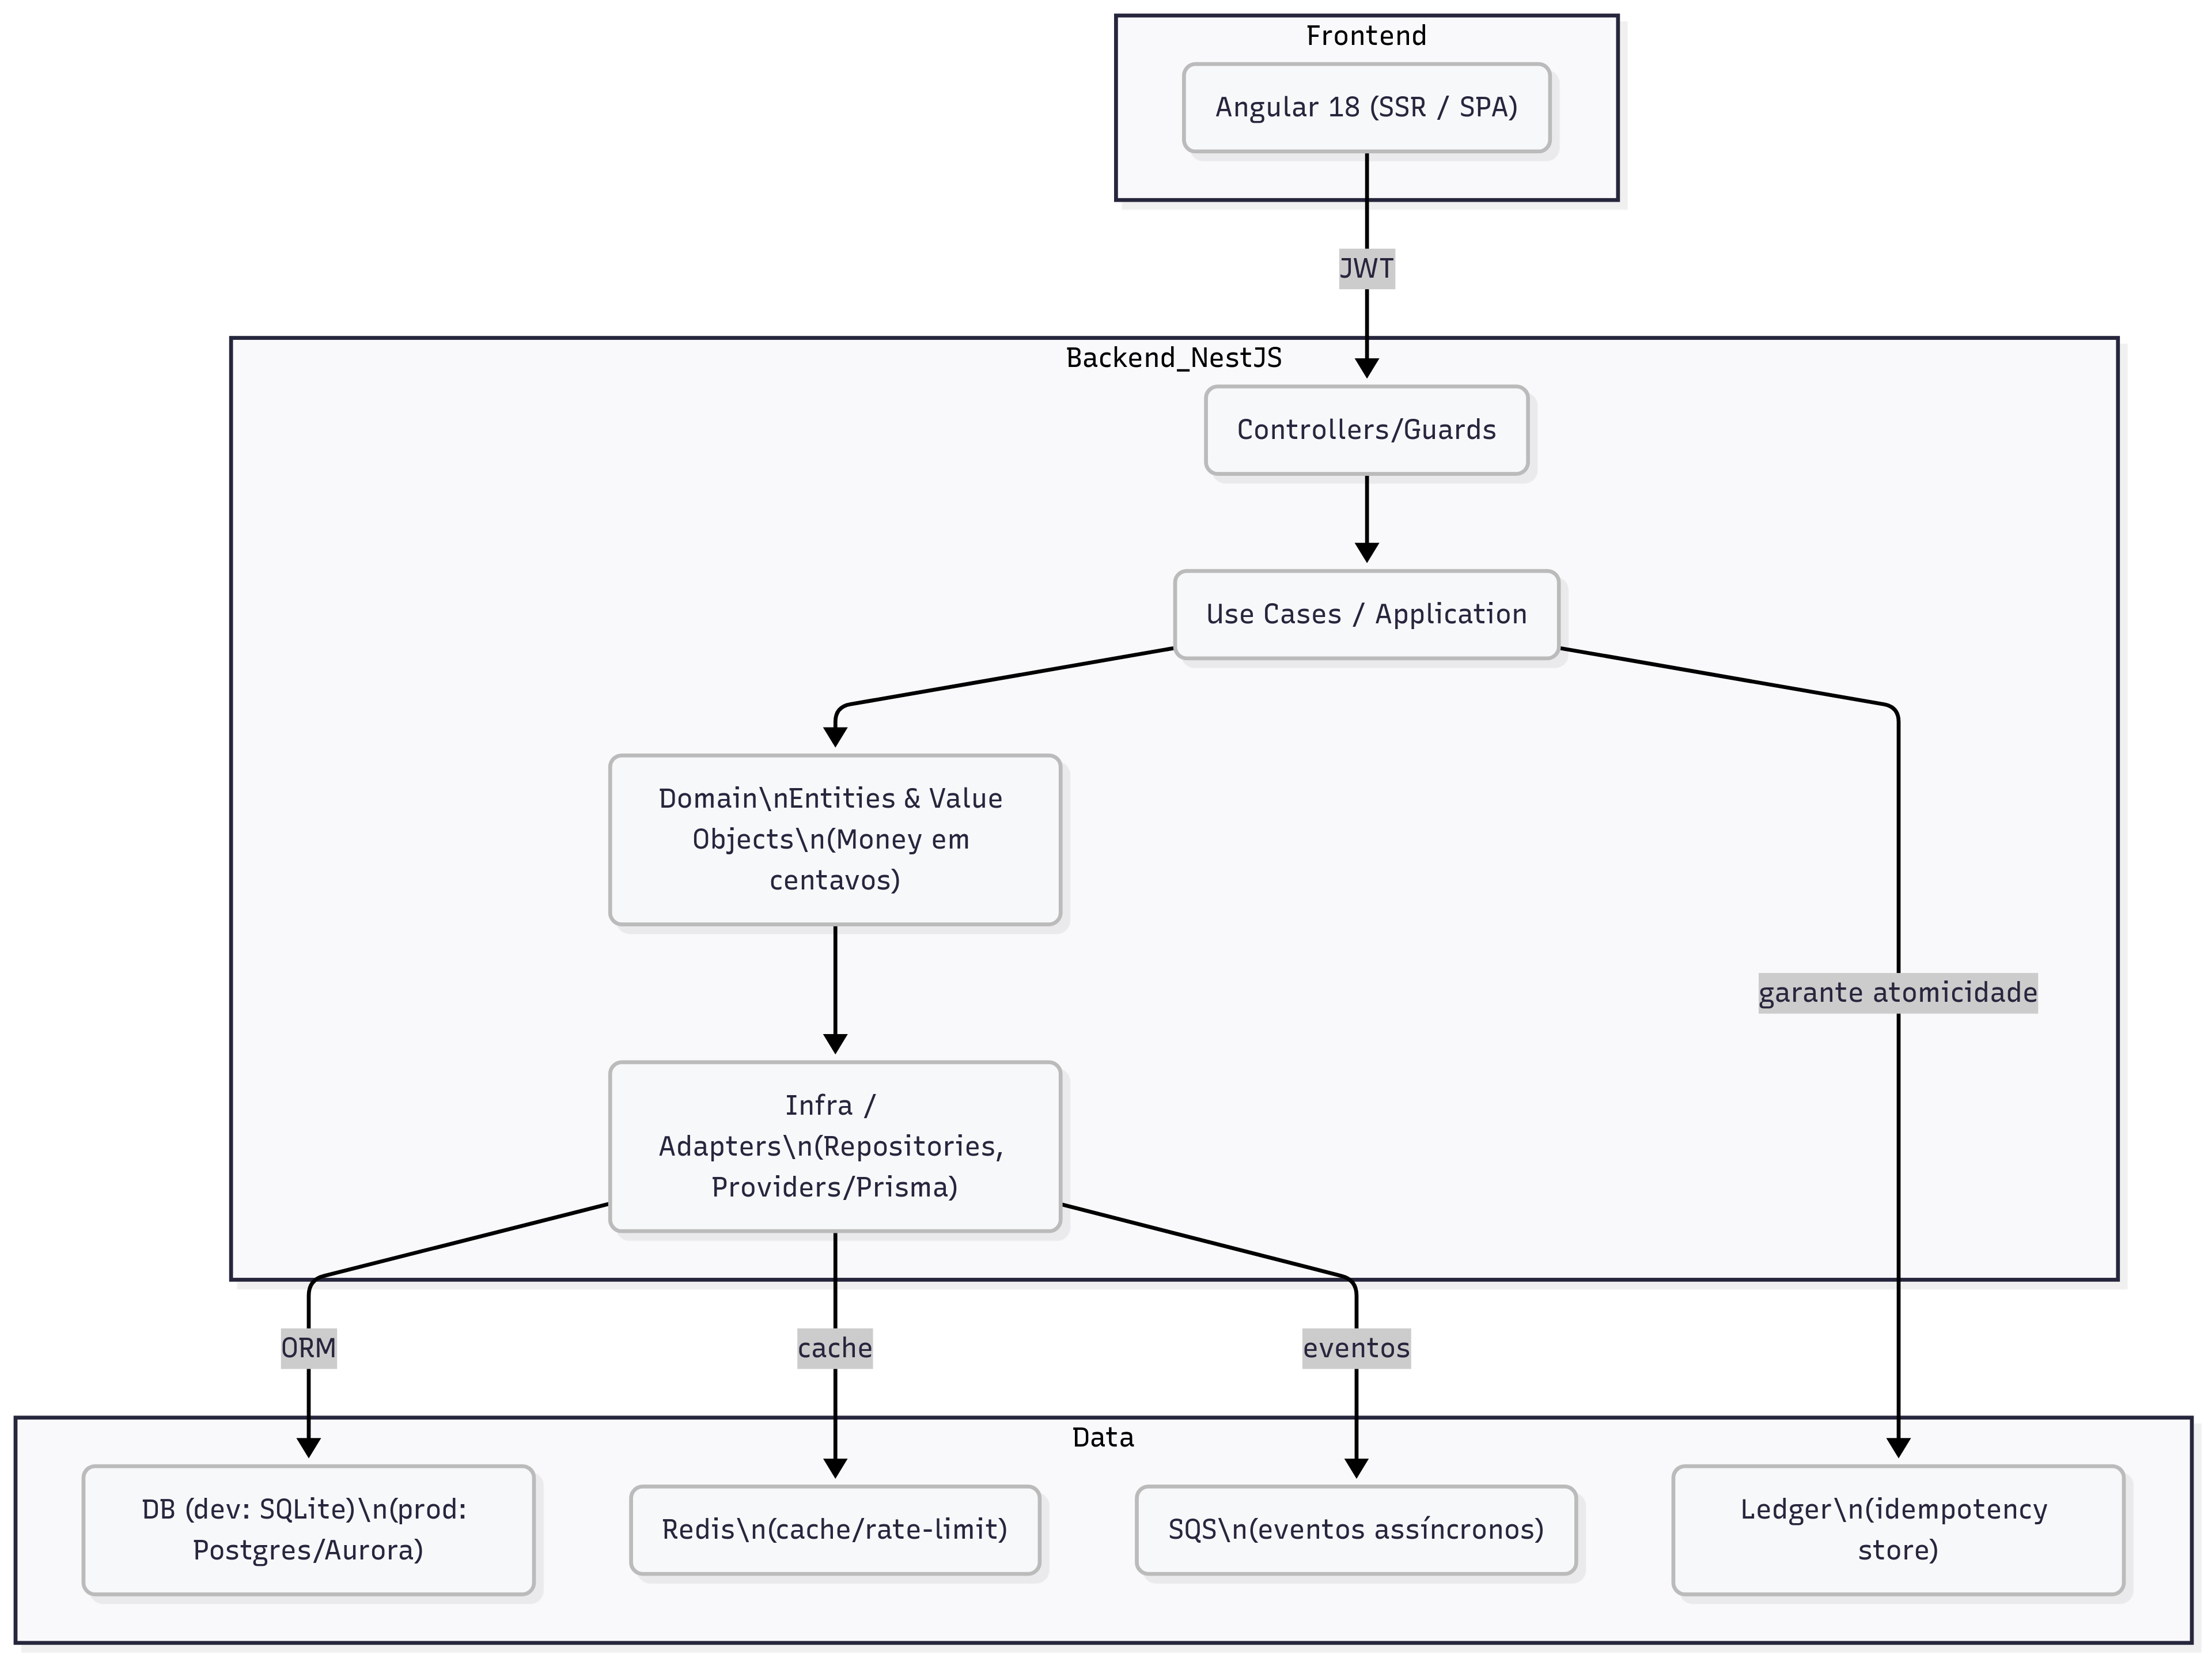 Frontend
Angular 18 (SSR / SPA)
JWT
Backend_NestJS
Controllers/Guards
Use Cases / Application
Domain\nEntities & Value
Objects\n(Money em
centavos)
garante atomicidade
Infra /
Adapters\n(Repositories,
Providers/Prisma)
ORM
cache
eventos
Data
DB (dev: SQLite)\n(prod:
Postgres/Aurora)
Redis\n(cache/rate-limit)
SQS\n(eventos assíncronos)
Ledger\n(idempotency
store)